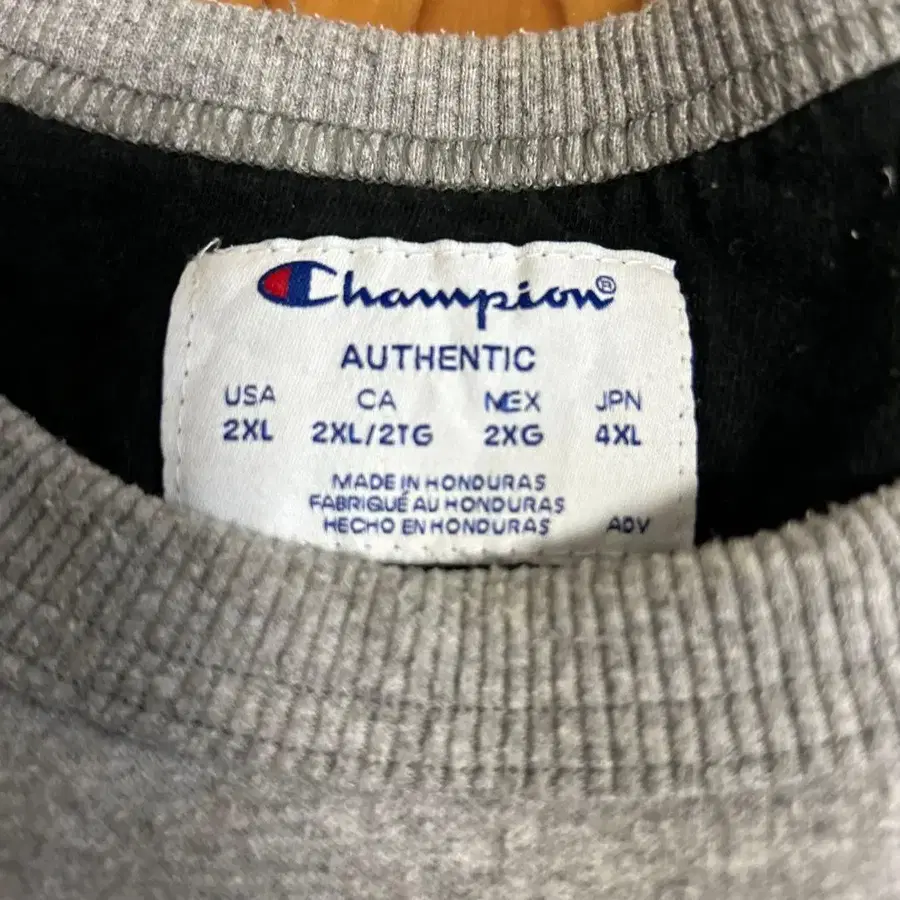 Champion®
AUTHENTIC
USA CA MEX JPN
2XL 2XL/2TG 2XG 4XL
MADE IN HONDURAS
FABRIQUÉ AU HONDURAS
HECHO EN HONDURAS ADV